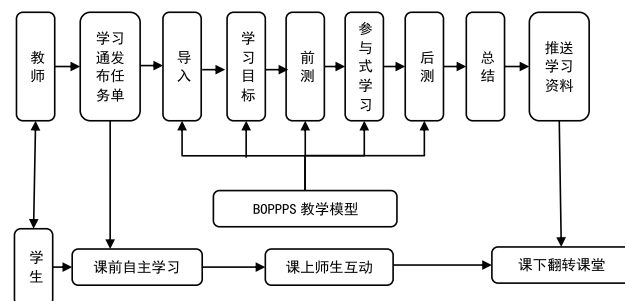 教师
学习通发布任务单
导入
学习目标
前测
参与式学习
后测
总结
推送学习资料
BOPPPS 教学模型
学生
课前自主学习
课上师生互动
课下翻转课堂